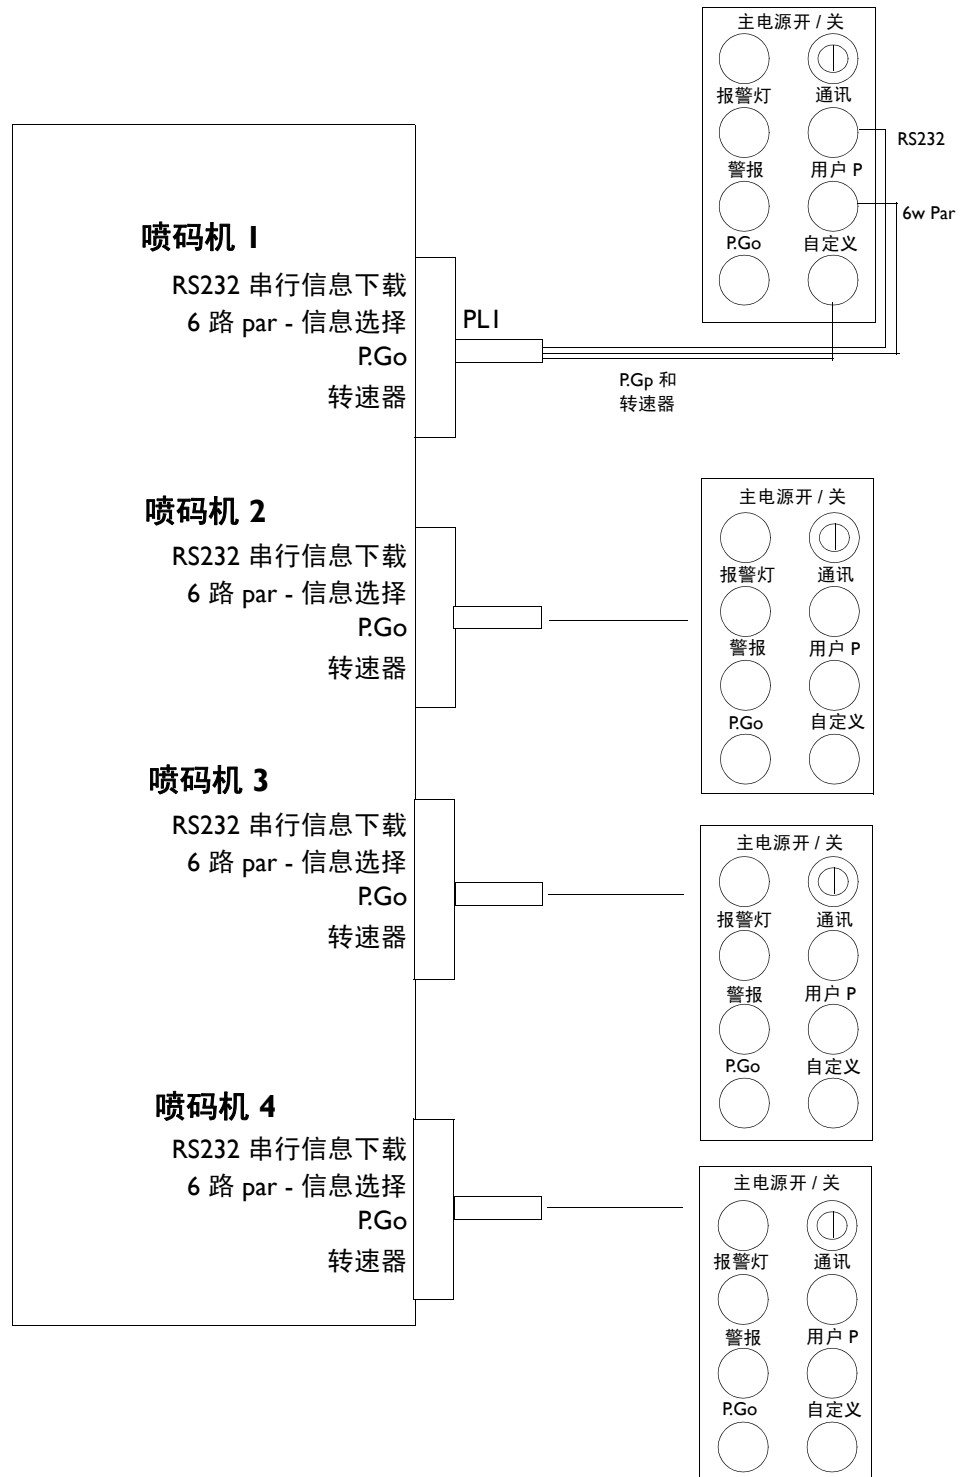 主电源开 / 关
报警灯 通讯
RS232
警报 用户 P
6w Par
P.Go 自定义
喷码机 1
RS232 串行信息下载
6 路 par - 信息选择
PL1
P.Go
转速器
P.Gp 和
转速器
喷码机 2
RS232 串行信息下载
6 路 par - 信息选择
P.Go
转速器
主电源开 / 关
报警灯 通讯
警报 用户 P
P.Go 自定义
喷码机 3
RS232 串行信息下载
6 路 par - 信息选择
P.Go
转速器
主电源开 / 关
报警灯 通讯
警报 用户 P
P.Go 自定义
喷码机 4
RS232 串行信息下载
6 路 par - 信息选择
P.Go
转速器
主电源开 / 关
报警灯 通讯
警报 用户 P
P.Go 自定义